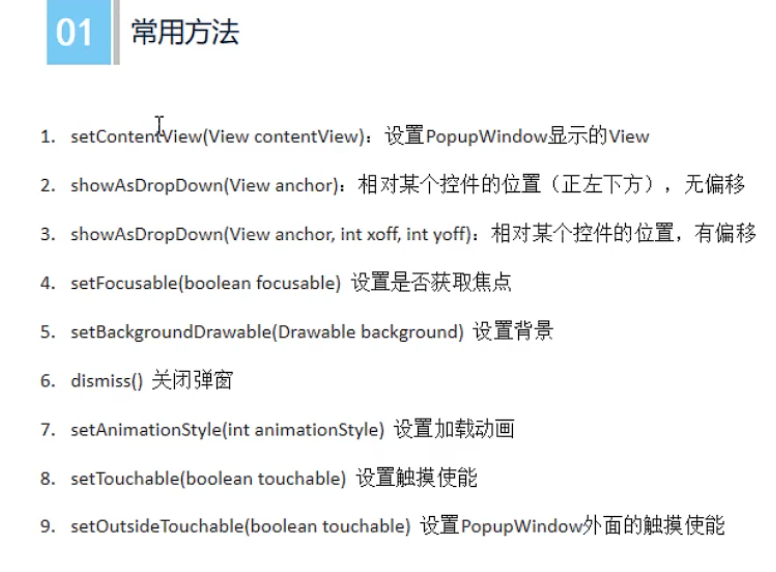 01 常用方法
1. setContentView(View contentView)：设置PopupWindow显示的View
2. showAsDropDown(View anchor)：相对某个控件的位置（正左下方），无偏移
3. showAsDropDown(View anchor, int xoff, int yoff)：相对某个控件的位置，有偏移
4. setFocusable(boolean focusable) 设置是否获取焦点
5. setBackgroundDrawable(Drawable background) 设置背景
6. dismiss() 关闭弹窗
7. setAnimationStyle(int animationStyle) 设置加载动画
8. setTouchable(boolean touchable) 设置触摸使能
9. setOutsideTouchable(boolean touchable) 设置PopupWindow外面的触摸使能